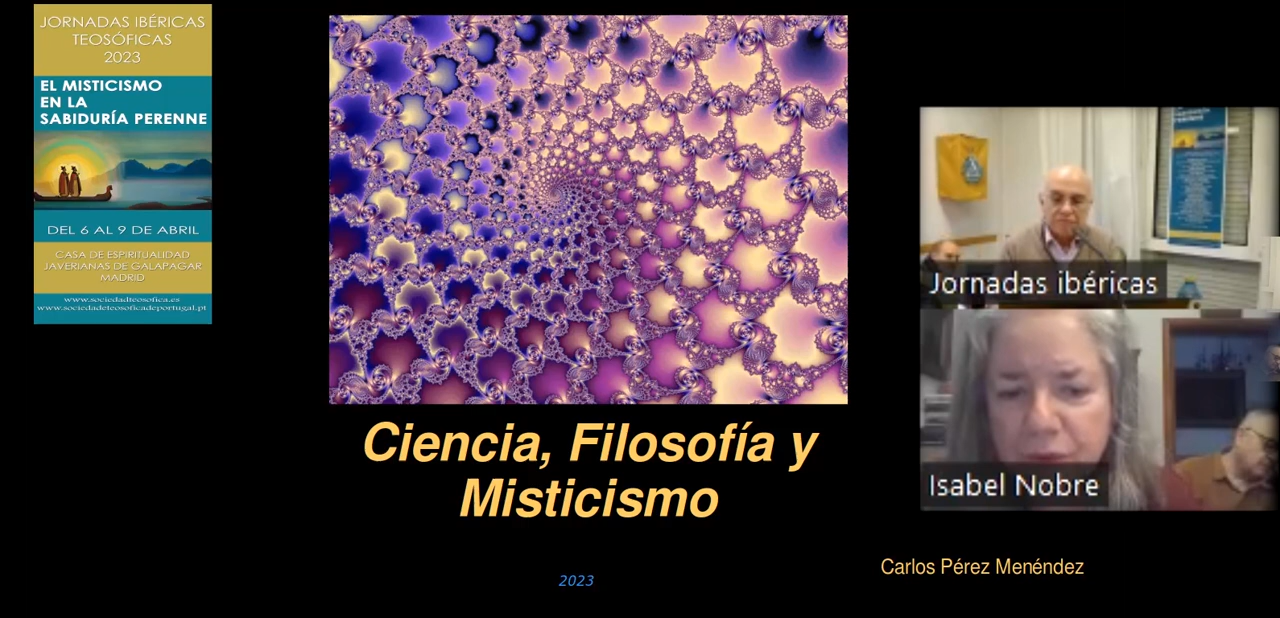 JORNADAS IBÉRICAS
TEOSÓFICAS
2023
EL MISTICISMO
EN LA
SABIDURÍA PERENNE
DEL 6 AL 9 DE ABRIL
CASA DE ESPIRITUALIDAD
JAVERIANAS DE GALAPAGAR
MADRID
www.sociedadteosofica.es
www.sociedadeteosoficadeportugal.pt
Ciencia, Filosofía y
Misticismo
2023
Carlos Pérez Menéndez
Jornadas ibéricas
Isabel Nobre